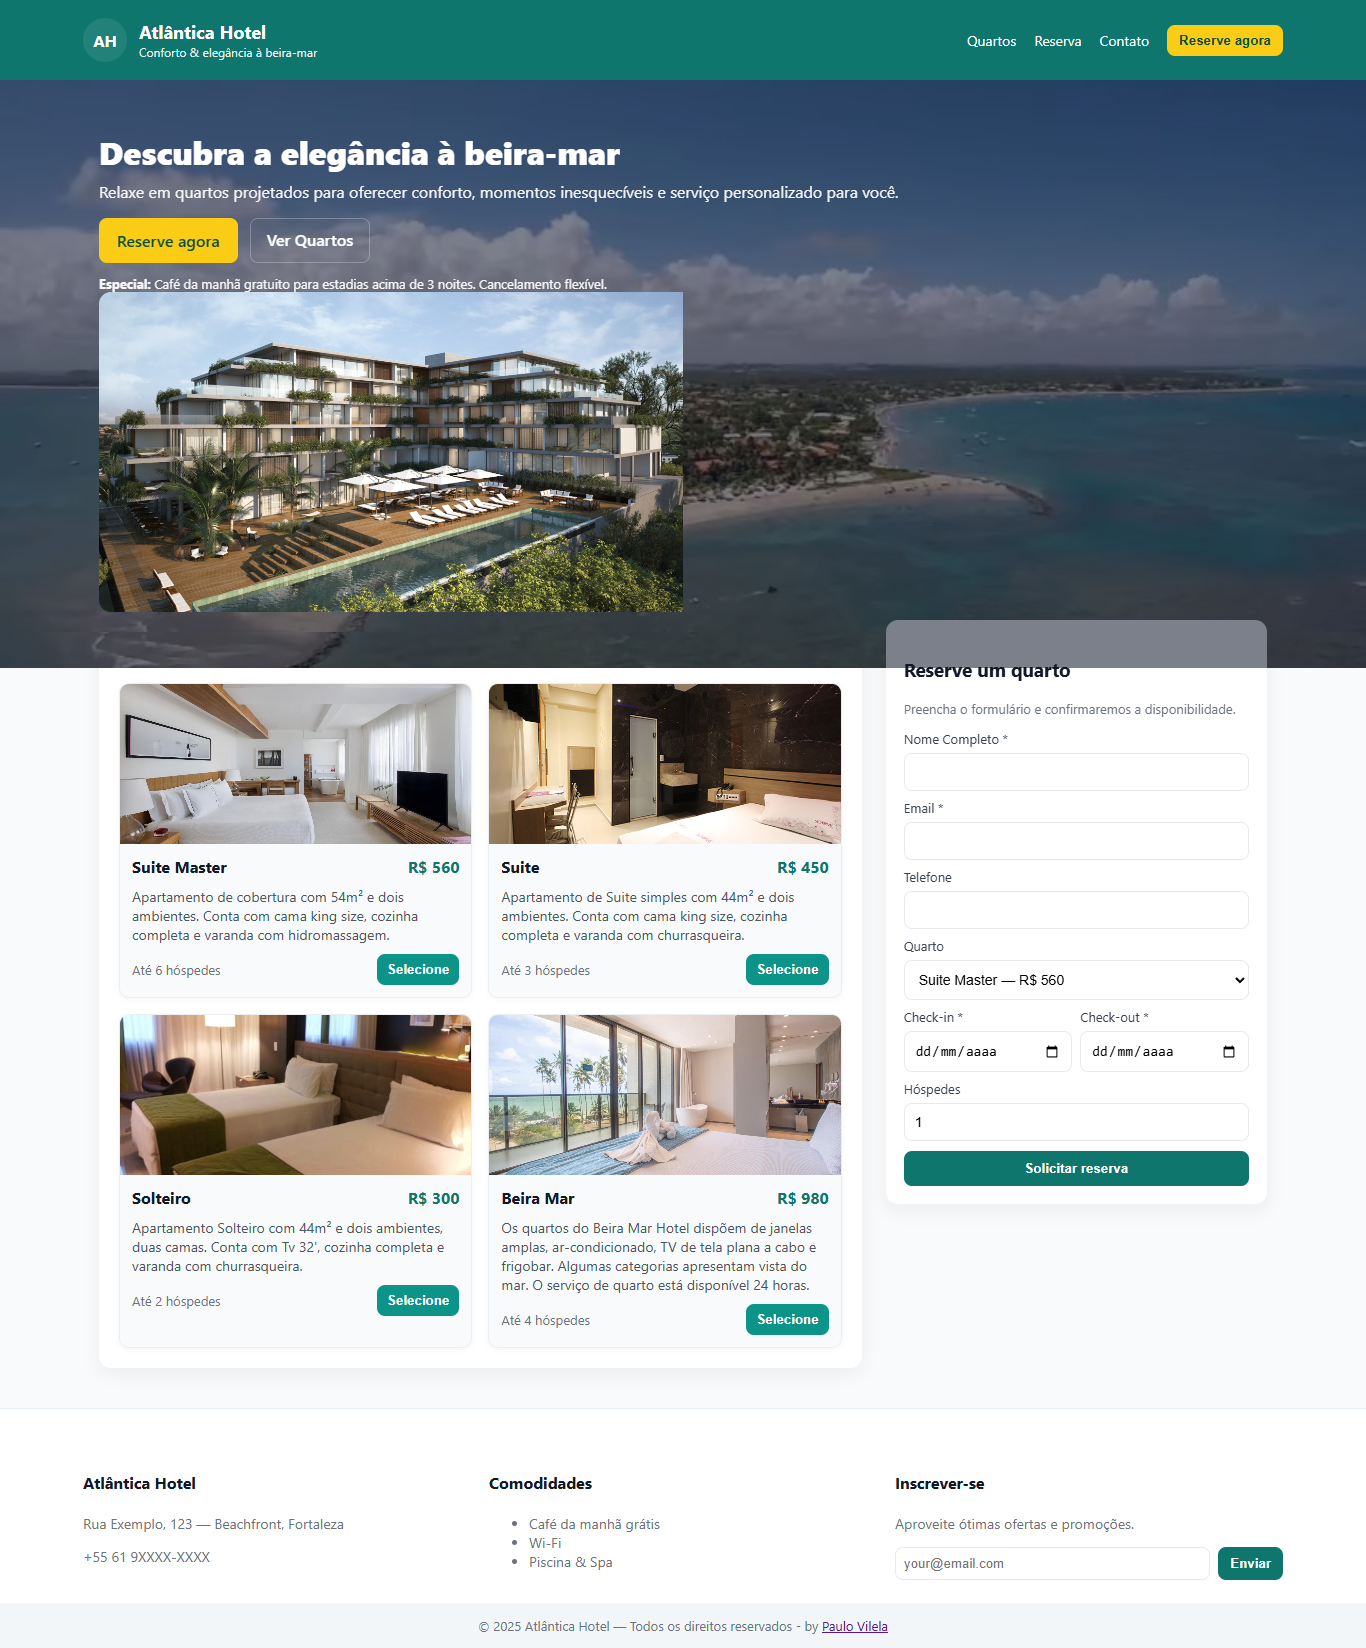 AH
Atlântica Hotel
Conforto & elegância à beira-mar
Quartos
Reserva
Contato
Reserve agora
Descubra a elegância à beira-mar
Relaxe em quartos projetados para oferecer conforto, momentos inesquecíveis e serviço personalizado para você.
Reserve agora
Ver Quartos
Especial: Café da manhã gratuito para estadias acima de 3 noites. Cancelamento flexível.
Suite Master
R$ 560
Apartamento de cobertura com 54m² e dois
ambientes. Conta com cama king size, cozinha
completa e varanda com hidromassagem.
Até 6 hóspedes
Selecione
Suite
R$ 450
Apartamento de Suite simples com 44m² e dois
ambientes. Conta com cama king size, cozinha
completa e varanda com churrasqueira.
Até 3 hóspedes
Selecione
Solteiro
R$ 300
Apartamento Solteiro com 44m² e dois ambientes,
duas camas. Conta com Tv 32', cozinha completa e
varanda com churrasqueira.
Até 2 hóspedes
Selecione
Beira Mar
R$ 980
Os quartos do Beira Mar Hotel dispõem de janelas
amplas, ar-condicionado, TV de tela plana a cabo e
frigobar. Algumas categorias apresentam vista do
mar. O serviço de quarto está disponível 24 horas.
Até 4 hóspedes
Selecione
Reserve um quarto
Preencha o formulário e confirmaremos a disponibilidade.
Nome Completo *
Email *
Telefone
Quarto
Suite Master — R$ 560
Check-in *
Check-out *
dd/mm/aaaa
dd/mm/aaaa
Hóspedes
1
Solicitar reserva
Atlântica Hotel
Rua Exemplo, 123 — Beachfront, Fortaleza
+55 61 9XXXX-XXXX
Comodidades
• Café da manhã grátis
• Wi-Fi
• Piscina & Spa
Inscrever-se
Aproveite ótimas ofertas e promoções.
your@email.com
Enviar
© 2025 Atlântica Hotel — Todos os direitos reservados - by Paulo Vilela